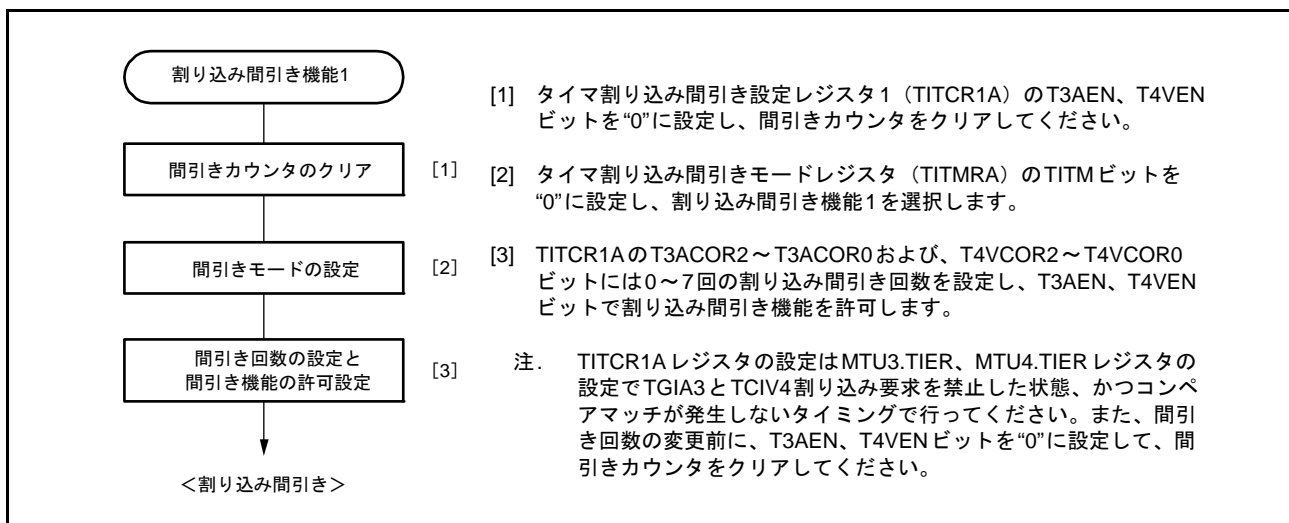 割り込み間引き機能1
間引きカウンタのクリア
[1]
間引きモードの設定
[2]
間引き回数の設定と
間引き機能の許可設定
[3]
＜割り込み間引き＞
[1] タイマ割り込み間引き設定レジスタ1（TITCR1A）のT3AEN、T4VEN
ビットを“0”に設定し、間引きカウンタをクリアしてください。
[2] タイマ割り込み間引きモードレジスタ（TITMRA）のTITMビットを
“0”に設定し、割り込み間引き機能1を選択します。
[3] TITCR1AのT3ACOR2～T3ACOR0および、T4VCOR2～T4VCOR0
ビットには0～7回の割り込み間引き回数を設定し、T3AEN、T4VEN
ビットで割り込み間引き機能を許可します。
注. TITCR1Aレジスタの設定はMTU3.TIER、MTU4.TIERレジスタの
設定でTGIA3とTCIV4割り込み要求を禁止した状態、かつコンペ
アマッチが発生しないタイミングで行ってください。また、間引
き回数の変更前に、T3AEN、T4VENビットを“0”に設定して、間
引きカウンタをクリアしてください。